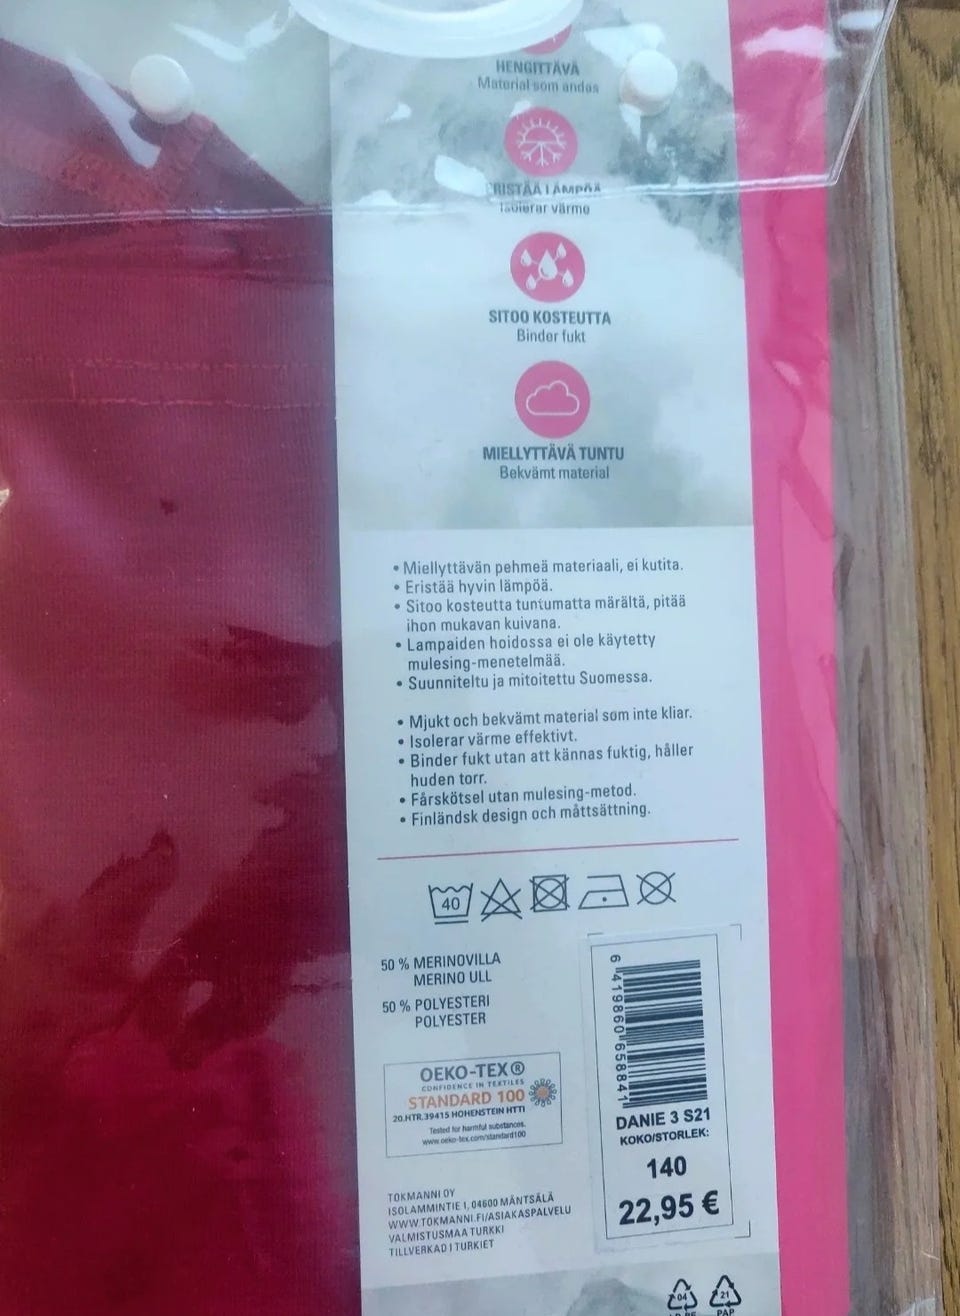 HENGITTÄVÄ
Material som andas
ERISTÄÄ LÄMPÖÄ
Isolerar värme
SITOO KOSTEUTTA
Binder fukt
MIELLYTTÄVÄ TUNTU
Bekvämt material
• Miellyttävän pehmeä materiaali, ei kutita.
• Eristää hyvin lämpöä.
• Sitoo kosteutta tuntumatta märältä, pitää
ihon mukavan kuivana.
• Lampaiden hoidossa ei ole käytetty
mulesing-menetelmää.
• Suunniteltu ja mitoitettu Suomessa.
• Mjukt och bekvämt material som inte kliar.
• Isolerar värme effektivt.
• Binder fukt utan att kännas fuktig, håller
huden torr.
• Fårskötsel utan mulesing-metod.
• Finländsk design och måttsättning.
40
50 % MERINOVILLA
MERINO ULL
50 % POLYESTERI
POLYESTER
OEKO-TEX®
CONFIDENCE IN TEXTILES
STANDARD 100
20.HTR.39415 HOHENSTEIN HTTI
Tested for harmful substances.
www.oeko-tex.com/standard100
TOKMANNI OY
ISOLAMMINTIE 1, 04600 MÄNTSÄLÄ
WWW.TOKMANNI.FI/ASIAKASPALVELU
VALMISTUSMAA TURKKI
TILLVERKAD I TURKIET
6 419860 658841
DANIE 3 S21
KOKO/STORLEK:
140
22,95 €
04
21
PAP